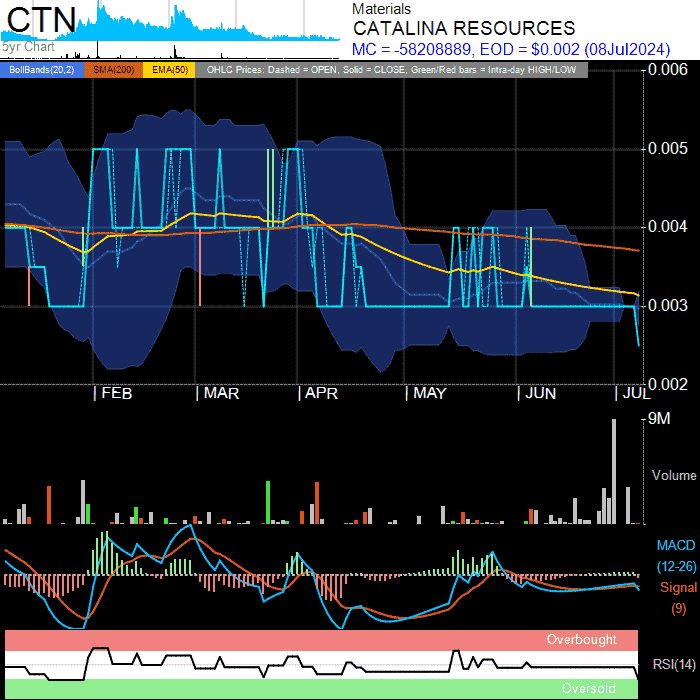 CTN
5yr Chart
Materials
CATALINA RESOURCES
MC = -58208889, EOD = $0.002 (08Jul2024)
BollBands(20,2) SMA(200) EMA(50) OHLC Prices: Dashed = OPEN, Solid = CLOSE, Green/Red bars = Intra-day HIGH/LOW
0.006
0.005
0.004
0.003
0.002
| FEB | MAR | APR | MAY | JUN | JUL
9M
Volume
MACD
(12-26)
Signal
(9)
Overbought
RSI(14)
Oversold